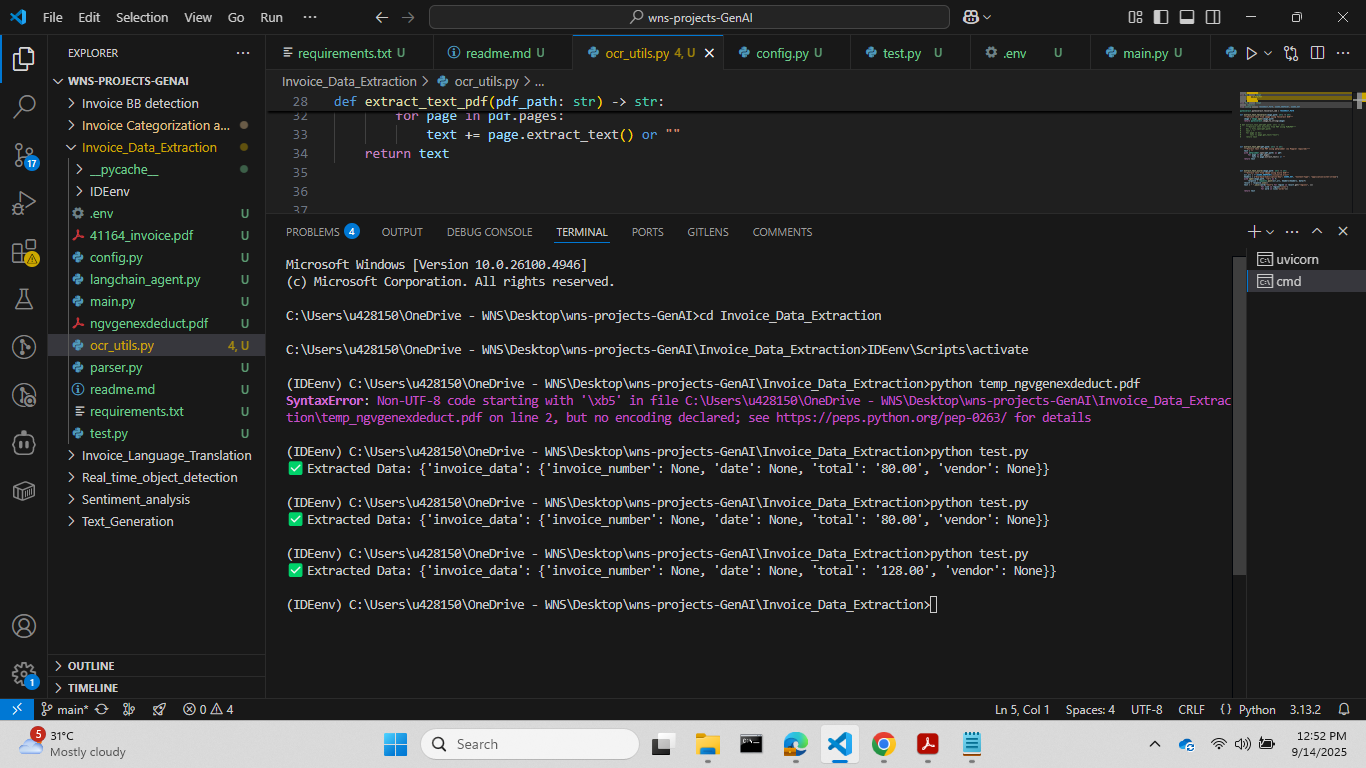 File Edit Selection View Go Run ···
wns-projects-GenAI
EXPLORER
WNS-PROJECTS-GENAI
Invoice BB detection
Invoice Categorization a...
Invoice_Data_Extraction
__pycache__
IDEenv
.env U
41164_invoice.pdf U
config.py U
langchain_agent.py U
main.py U
ngvgenexdeduct.pdf U
ocr_utils.py 4, U
parser.py U
readme.md U
requirements.txt U
test.py U
Invoice_Language_Translation
Real_time_object_detection
Sentiment_analysis
Text_Generation
OUTLINE
TIMELINE
17
1
requirements.txt U readme.md U ocr_utils.py 4, U config.py U test.py U .env U main.py U
Invoice_Data_Extraction > ocr_utils.py > ...
28 def extract_text_pdf(pdf_path: str) -> str:
32 for page in pdf.pages:
33 text += page.extract_text() or ""
34 return text
35
36
37
PROBLEMS 4 OUTPUT DEBUG CONSOLE TERMINAL PORTS GITLENS COMMENTS
uvicorn
cmd
Microsoft Windows [Version 10.0.26100.4946]
(c) Microsoft Corporation. All rights reserved.
C:\Users\u428150\OneDrive - WNS\Desktop\wns-projects-GenAI>cd Invoice_Data_Extraction
C:\Users\u428150\OneDrive - WNS\Desktop\wns-projects-GenAI\Invoice_Data_Extraction>IDEenv\Scripts\activate
(IDEenv) C:\Users\u428150\OneDrive - WNS\Desktop\wns-projects-GenAI\Invoice_Data_Extraction>python temp_ngvgenexdeduct.pdf
SyntaxError: Non-UTF-8 code starting with '\xb5' in file C:\Users\u428150\OneDrive - WNS\Desktop\wns-projects-GenAI\Invoice_Data_Extrac
tion\temp_ngvgenexdeduct.pdf on line 2, but no encoding declared; see https://peps.python.org/pep-0263/ for details
(IDEenv) C:\Users\u428150\OneDrive - WNS\Desktop\wns-projects-GenAI\Invoice_Data_Extraction>python test.py
✅ Extracted Data: {'invoice_data': {'invoice_number': None, 'date': None, 'total': '80.00', 'vendor': None}}
(IDEenv) C:\Users\u428150\OneDrive - WNS\Desktop\wns-projects-GenAI\Invoice_Data_Extraction>python test.py
✅ Extracted Data: {'invoice_data': {'invoice_number': None, 'date': None, 'total': '80.00', 'vendor': None}}
(IDEenv) C:\Users\u428150\OneDrive - WNS\Desktop\wns-projects-GenAI\Invoice_Data_Extraction>python test.py
✅ Extracted Data: {'invoice_data': {'invoice_number': None, 'date': None, 'total': '128.00', 'vendor': None}}
(IDEenv) C:\Users\u428150\OneDrive - WNS\Desktop\wns-projects-GenAI\Invoice_Data_Extraction>
main* 0 4 Ln 5, Col 1 Spaces: 4 UTF-8 CRLF {} Python 3.13.2
5 31°C
Mostly cloudy
Search
12:52 PM
9/14/2025